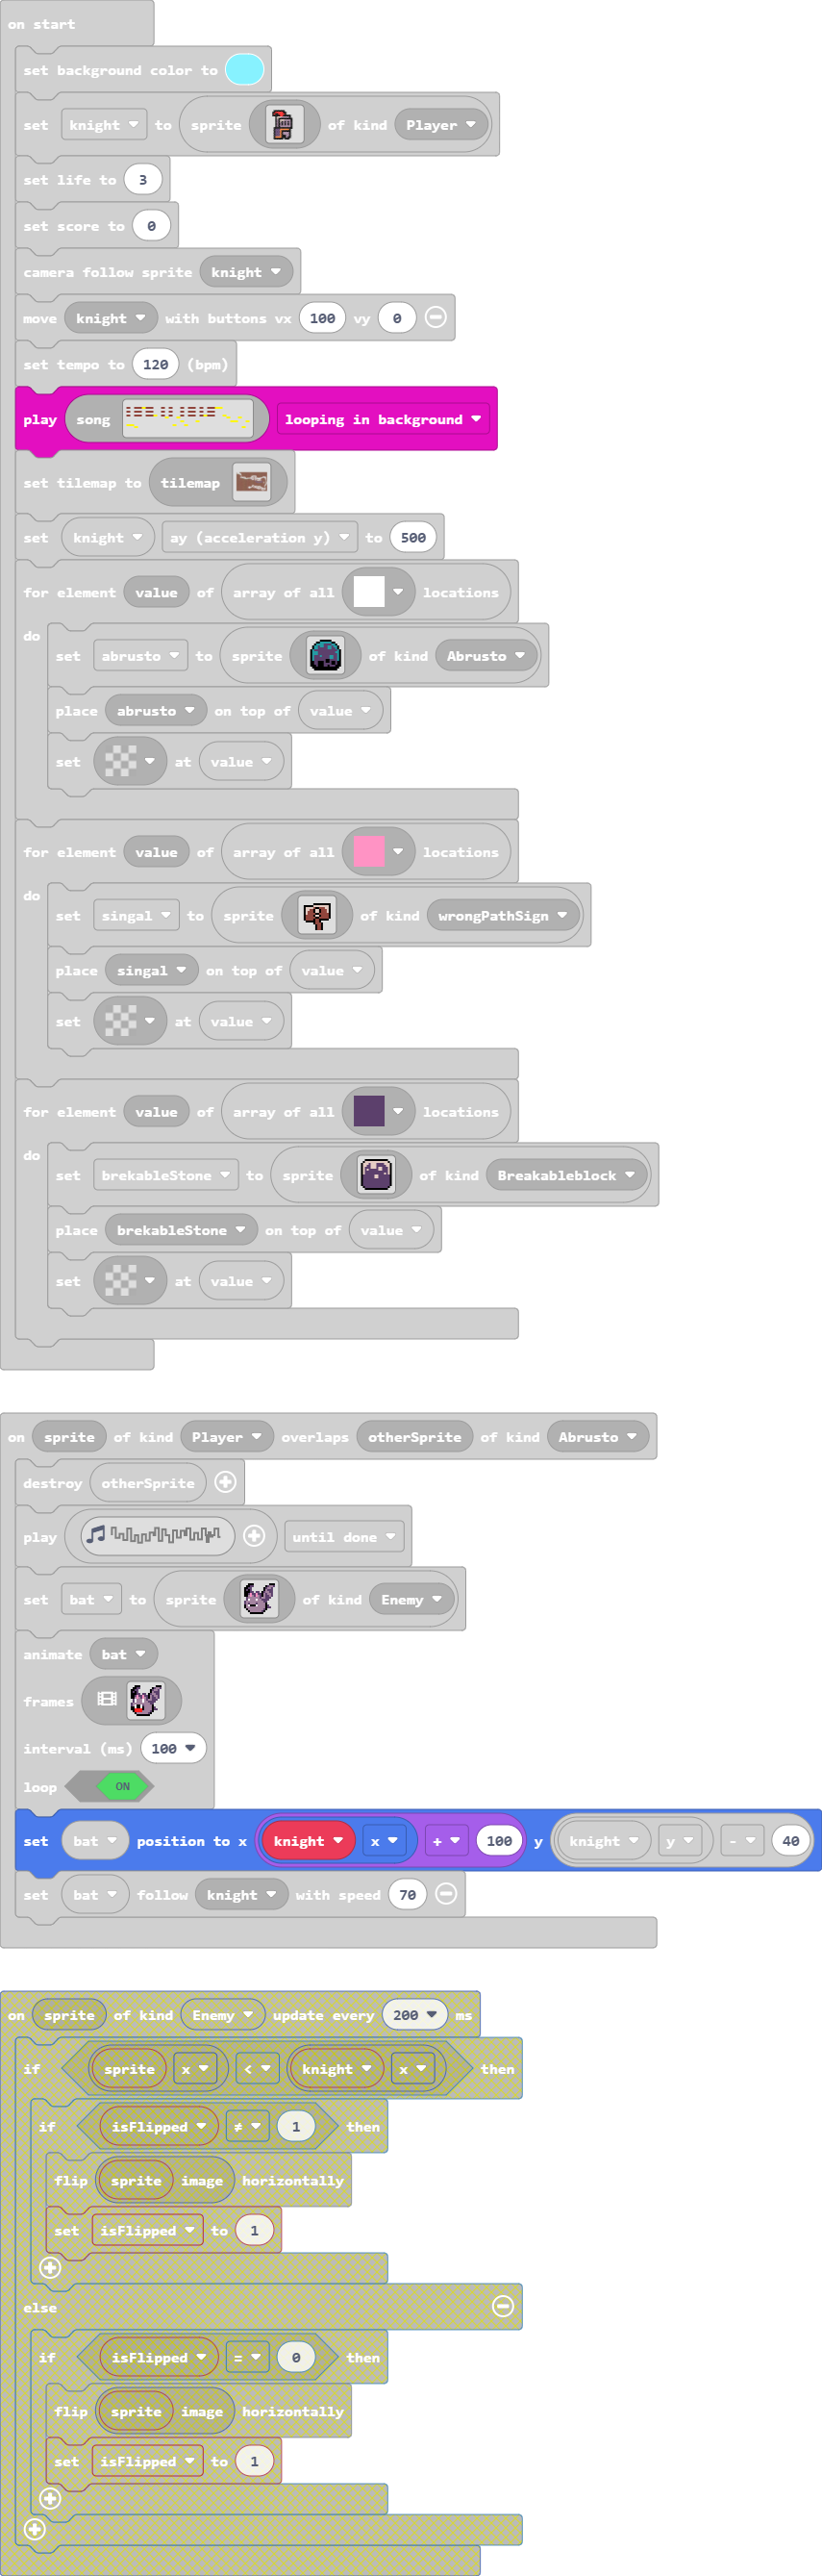 on start
set background color to
set knight to sprite of kind Player
set life to 3
set score to 0
camera follow sprite knight
move knight with buttons vx 100 vy 0
set tempo to 120 (bpm)
play song looping in background
set tilemap to tilemap
set knight ay (acceleration y) to 500
for element value of array of all locations
do
set abrusto to sprite of kind Abrusto
place abrusto on top of value
set at value
for element value of array of all locations
do
set singal to sprite of kind wrongPathSign
place singal on top of value
set at value
for element value of array of all locations
do
set brekableStone to sprite of kind Breakableblock
place brekableStone on top of value
set at value
on sprite of kind Player overlaps otherSprite of kind Abrusto
destroy otherSprite
play until done
set bat to sprite of kind Enemy
animate bat
frames
interval (ms) 100
loop ON
set bat position to x knight x + 100 y knight y - 40
set bat follow knight with speed 70
on sprite of kind Enemy update every 200 ms
if sprite x < knight x then
if isFlipped ≠ 1 then
flip sprite image horizontally
set isFlipped to 1
else
if isFlipped = 0 then
flip sprite image horizontally
set isFlipped to 1